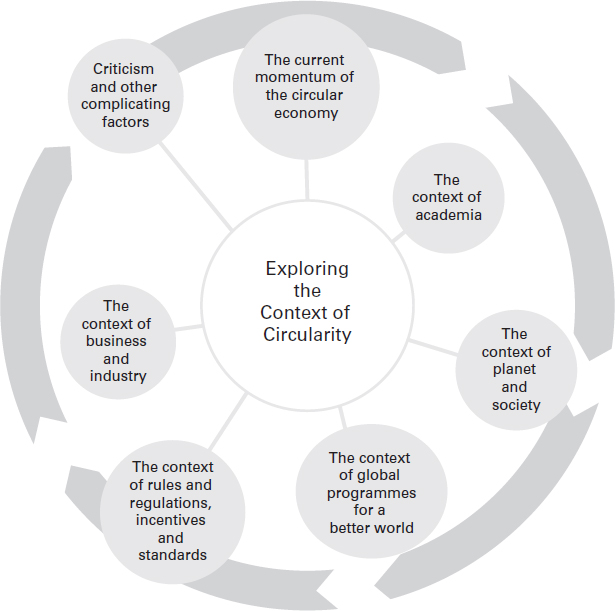 The current
momentum of
the circular
economy
The
context of
academia
The
context of
planet
and
society
The context
of global
programmes
for a
better world
The context
of rules and
regulations,
incentives
and
standards
The
context of
business
and
industry
Criticism
and other
complicating
factors
Exploring
the
Context of
Circularity